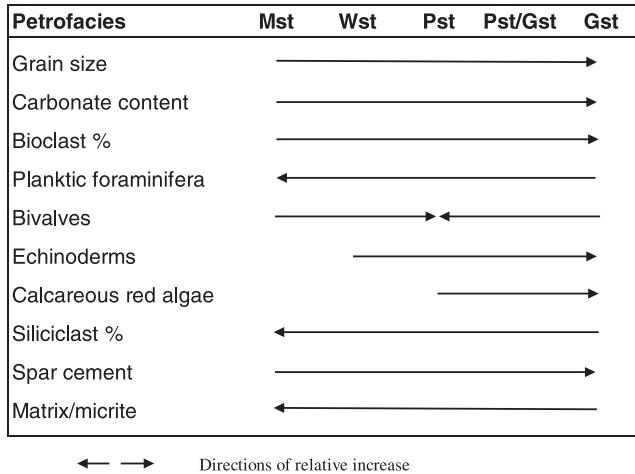 Petrofacies Mst Wst Pst Pst/Gst Gst
Grain size
Carbonate content
Bioclast %
Planktic foraminifera
Bivalves
Echinoderms
Calcareous red algae
Siliciclast %
Spar cement
Matrix/micrite
Directions of relative increase